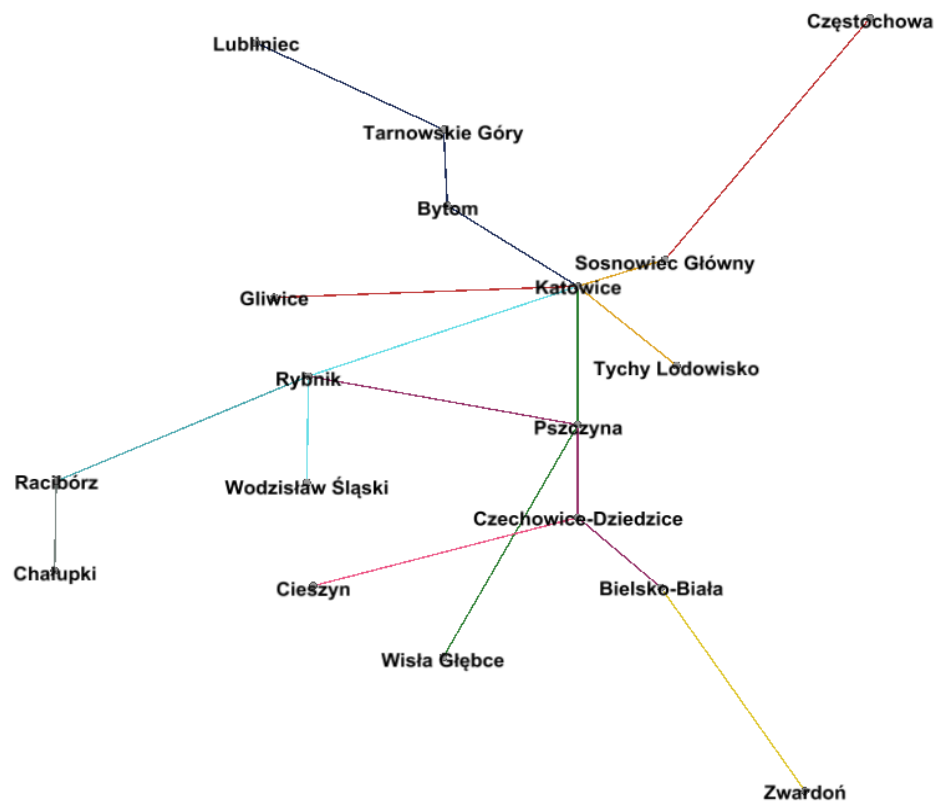 Częstochowa
Lubliniec
Tarnowskie Góry
Bytom
Sosnowiec Główny
Katowice
Gliwice
Tychy Lodowisko
Rybnik
Pszczyna
Racibórz
Wodzisław Śląski
Czechowice-Dziedzice
Chałupki
Cieszyn
Bielsko-Biała
Wisła Głębce
Zwardoń